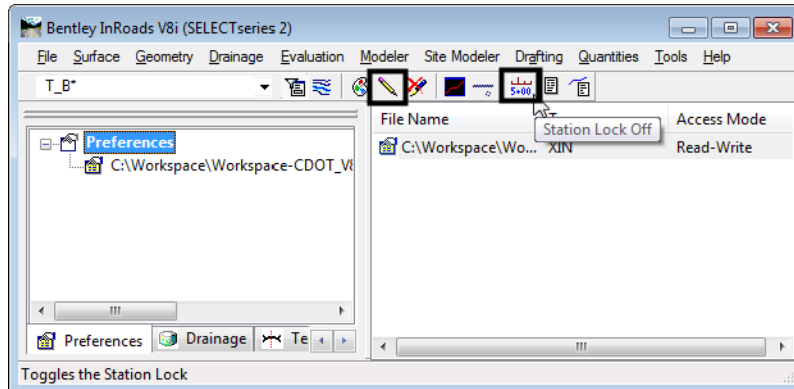 Bentley InRoads V8i (SELECTseries 2)
File Surface Geometry Drainage Evaluation Modeler Site Modeler Drafting Quantities Tools Help
T_B*
5+00
File Name Access Mode
Station Lock Off
Preferences
C:\Workspace\Wo... XIN Read-Write
C:\Workspace\Workspace-CDOT_V8
Preferences Drainage Te
Toggles the Station Lock